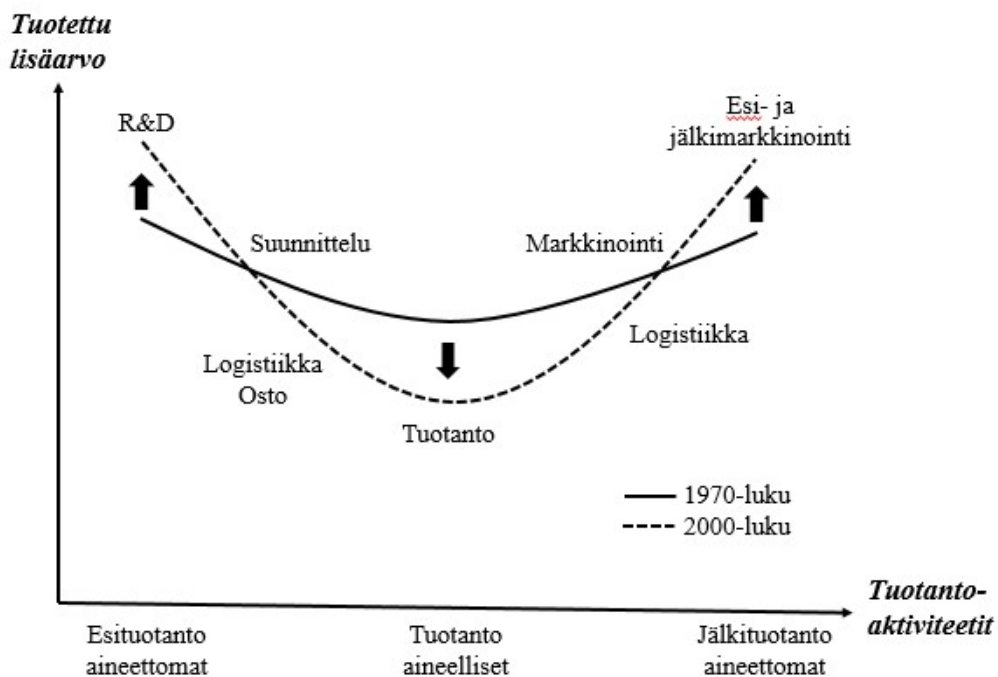 Tuotettu
lisäarvo
R&D
Esi- ja
jälkimarkkinointi
Suunnittelu
Markkinointi
Logistiikka
Logistiikka
Osto
Tuotanto
1970-luku
2000-luku
Tuotanto-
aktiviteetit
Esituotanto
aineettomat
Tuotanto
aineelliset
Jälkituotanto
aineettomat